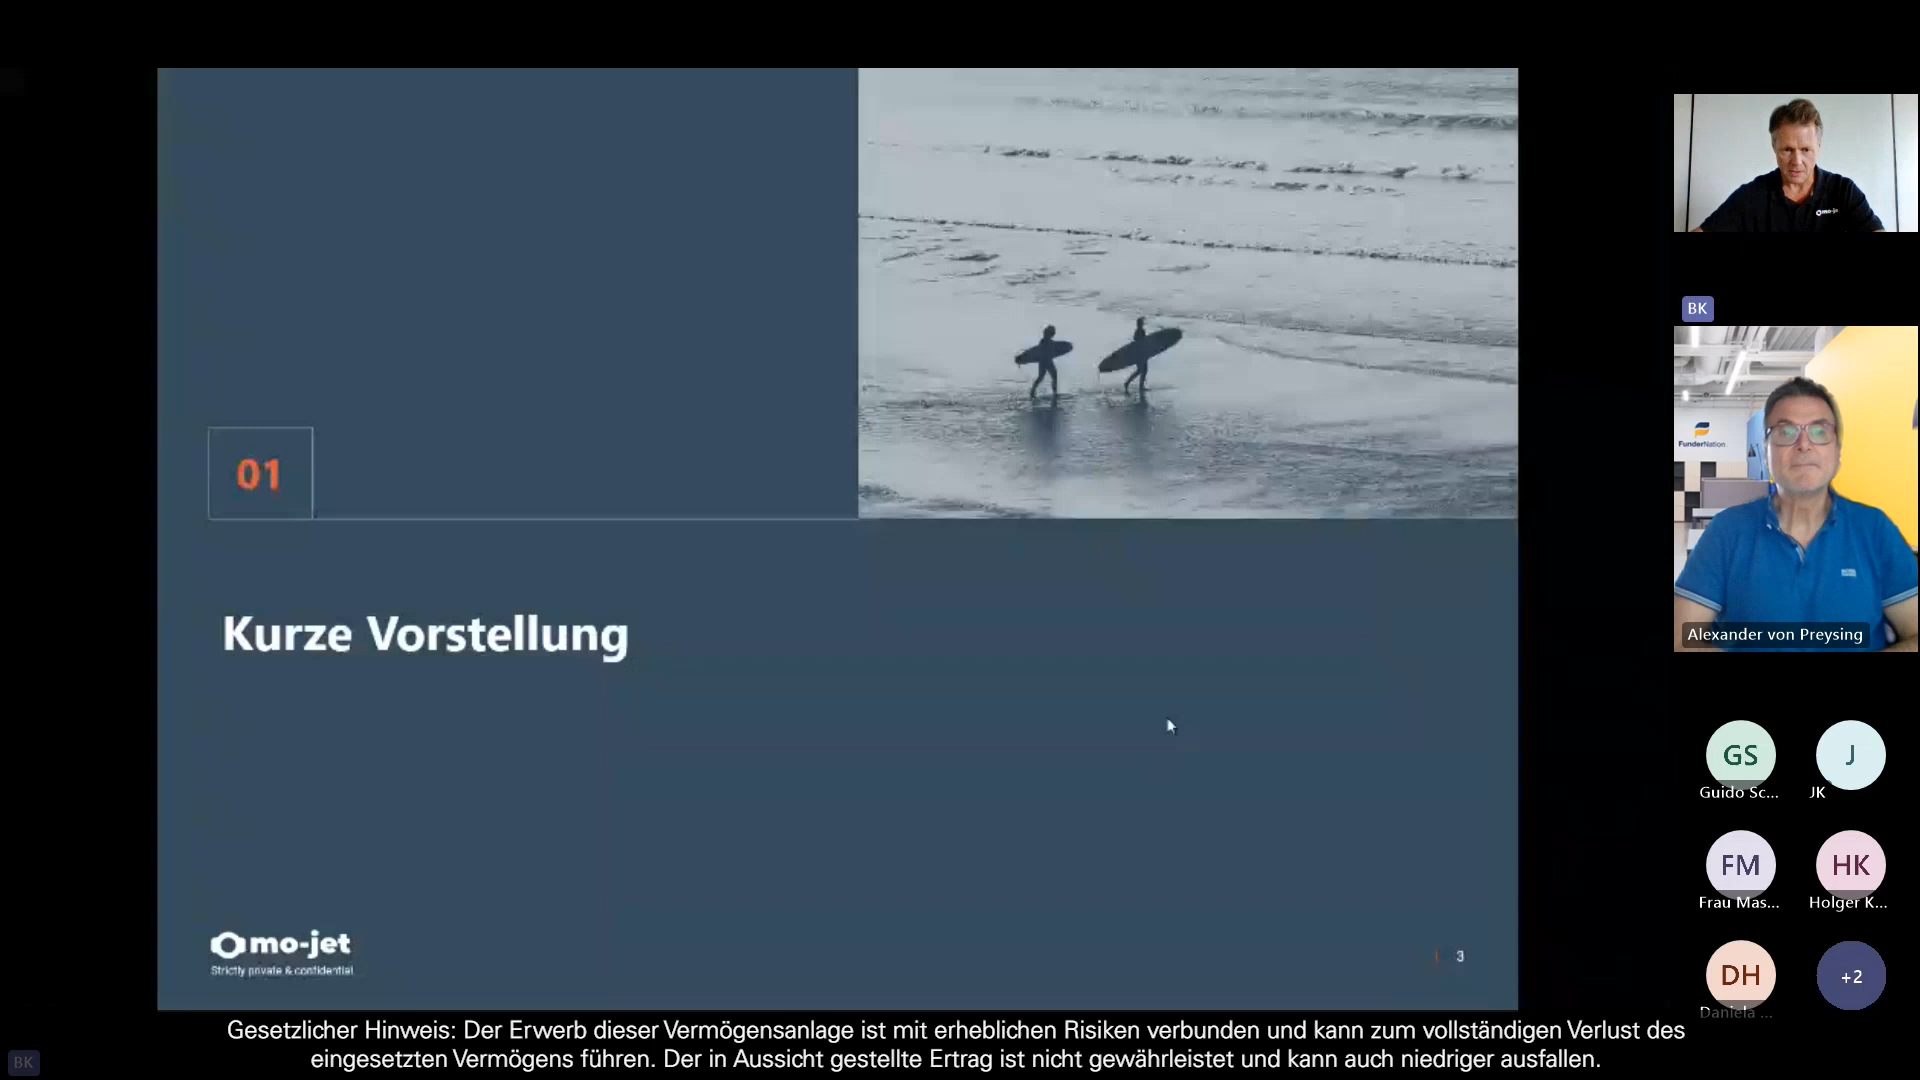 01
Kurze Vorstellung
mo-jet
Strictly private & confidential
3
Gesetzlicher Hinweis: Der Erwerb dieser Vermögensanlage ist mit erheblichen Risiken verbunden und kann zum vollständigen Verlust des
eingesetzten Vermögens führen. Der in Aussicht gestellte Ertrag ist nicht gewährleistet und kann auch niedriger ausfallen.
BK
mo-jet
BK
FunderNation
Alexander von Preysing
GS
J
Guido Sc...
JK
FM
HK
Frau Mas...
Holger K...
DH
+2
Daniela ...